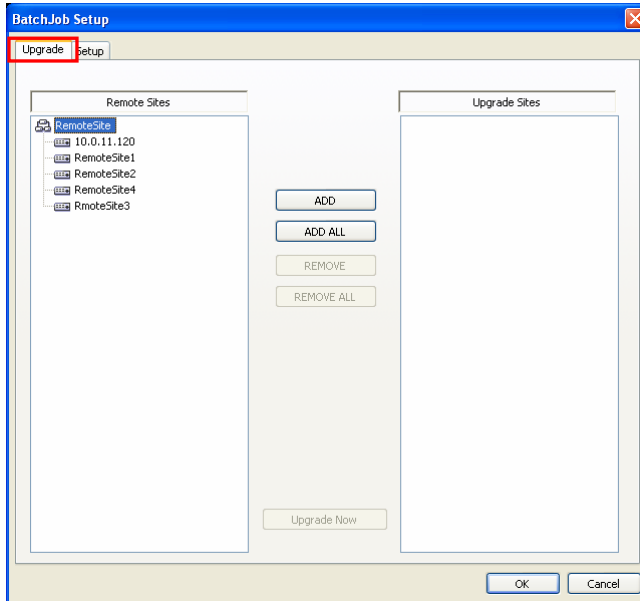 BatchJob Setup
Upgrade Setup
Remote Sites Upgrade Sites
RemoteSite
10.0.11.120
RemoteSite1
RemoteSite2
RemoteSite4
RmoteSite3
ADD
ADD ALL
REMOVE
REMOVE ALL
Upgrade Now
OK Cancel